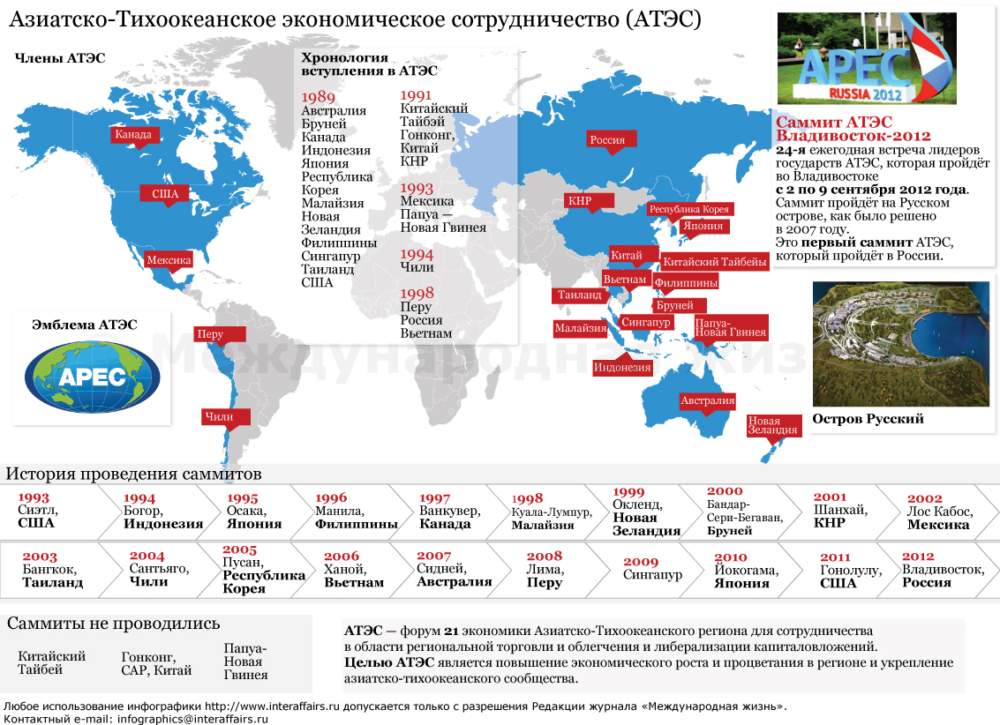 Азиатско-Тихоокеанское экономическое сотрудничество (АТЭС)
Члены АТЭС
Канада
США
Мексика
Перу
Чили
Эмблема АТЭС
APEC
Хронология
вступления в АТЭС
1989
Австралия
Бруней
Канада
Индонезия
Япония
Республика
Корея
Малайзия
Новая
Зеландия
Филиппины
Сингапур
Таиланд
США
1991
Китайский
Тайбэй
Гонконг,
Китай
КНР
1993
Мексика
Папуа —
Новая Гвинея
1994
Чили
1998
Перу
Россия
Вьетнам
Россия
КНР
Республика Корея
Япония
Китай
Китайский Тайбейы
Вьетнам
Филиппины
Таиланд
Бруней
Малайзия
Сингапур
Папуа-
Новая Гвинея
Индонезия
Австралия
Новая
Зеландия
Международная жиз
APEC
RUSSIA 2012
Саммит АТЭС
Владивосток-2012
24-я ежегодная встреча лидеров
государств АТЭС, которая пройдёт
во Владивостоке
с 2 по 9 сентября 2012 года.
Саммит пройдёт на Русском
острове, как было решено
в 2007 году.
Это первый саммит АТЭС,
который пройдёт в России.
Остров Русский
История проведения саммитов
1993
Сиэтл,
США
1994
Богор,
Индонезия
1995
Осака,
Япония
1996
Манила,
Филиппины
1997
Ванкувер,
Канада
1998
Куала-Лумпур,
Малайзия
1999
Окленд,
Новая
Зеландия
2000
Бандар-
Сери-Бегаван,
Бруней
2001
Шанхай,
КНР
2002
Лос Кабос,
Мексика
2003
Бангкок,
Таиланд
2004
Сантьяго,
Чили
2005
Пусан,
Республика
Корея
2006
Ханой,
Вьетнам
2007
Сидней,
Австралия
2008
Лима,
Перу
2009
Сингапур
2010
Йокогама,
Япония
2011
Гонолулу,
США
2012
Владивосток,
Россия
Саммиты не проводились
Китайский
Тайбей
Гонконг,
САР, Китай
Папуа-
Новая
Гвинея
АТЭС — форум 21 экономики Азиатско-Тихоокеанского региона для сотрудничества
в области региональной торговли и облегчения и либерализации капиталовложений.
Целью АТЭС является повышение экономического роста и процветания в регионе и укрепление
азиатско-тихоокеанского сообщества.
Любое использование инфографики http://www.interaffairs.ru допускается только с разрешения Редакции журнала «Международная жизнь».
Контактный e-mail: infographics@interaffairs.ru